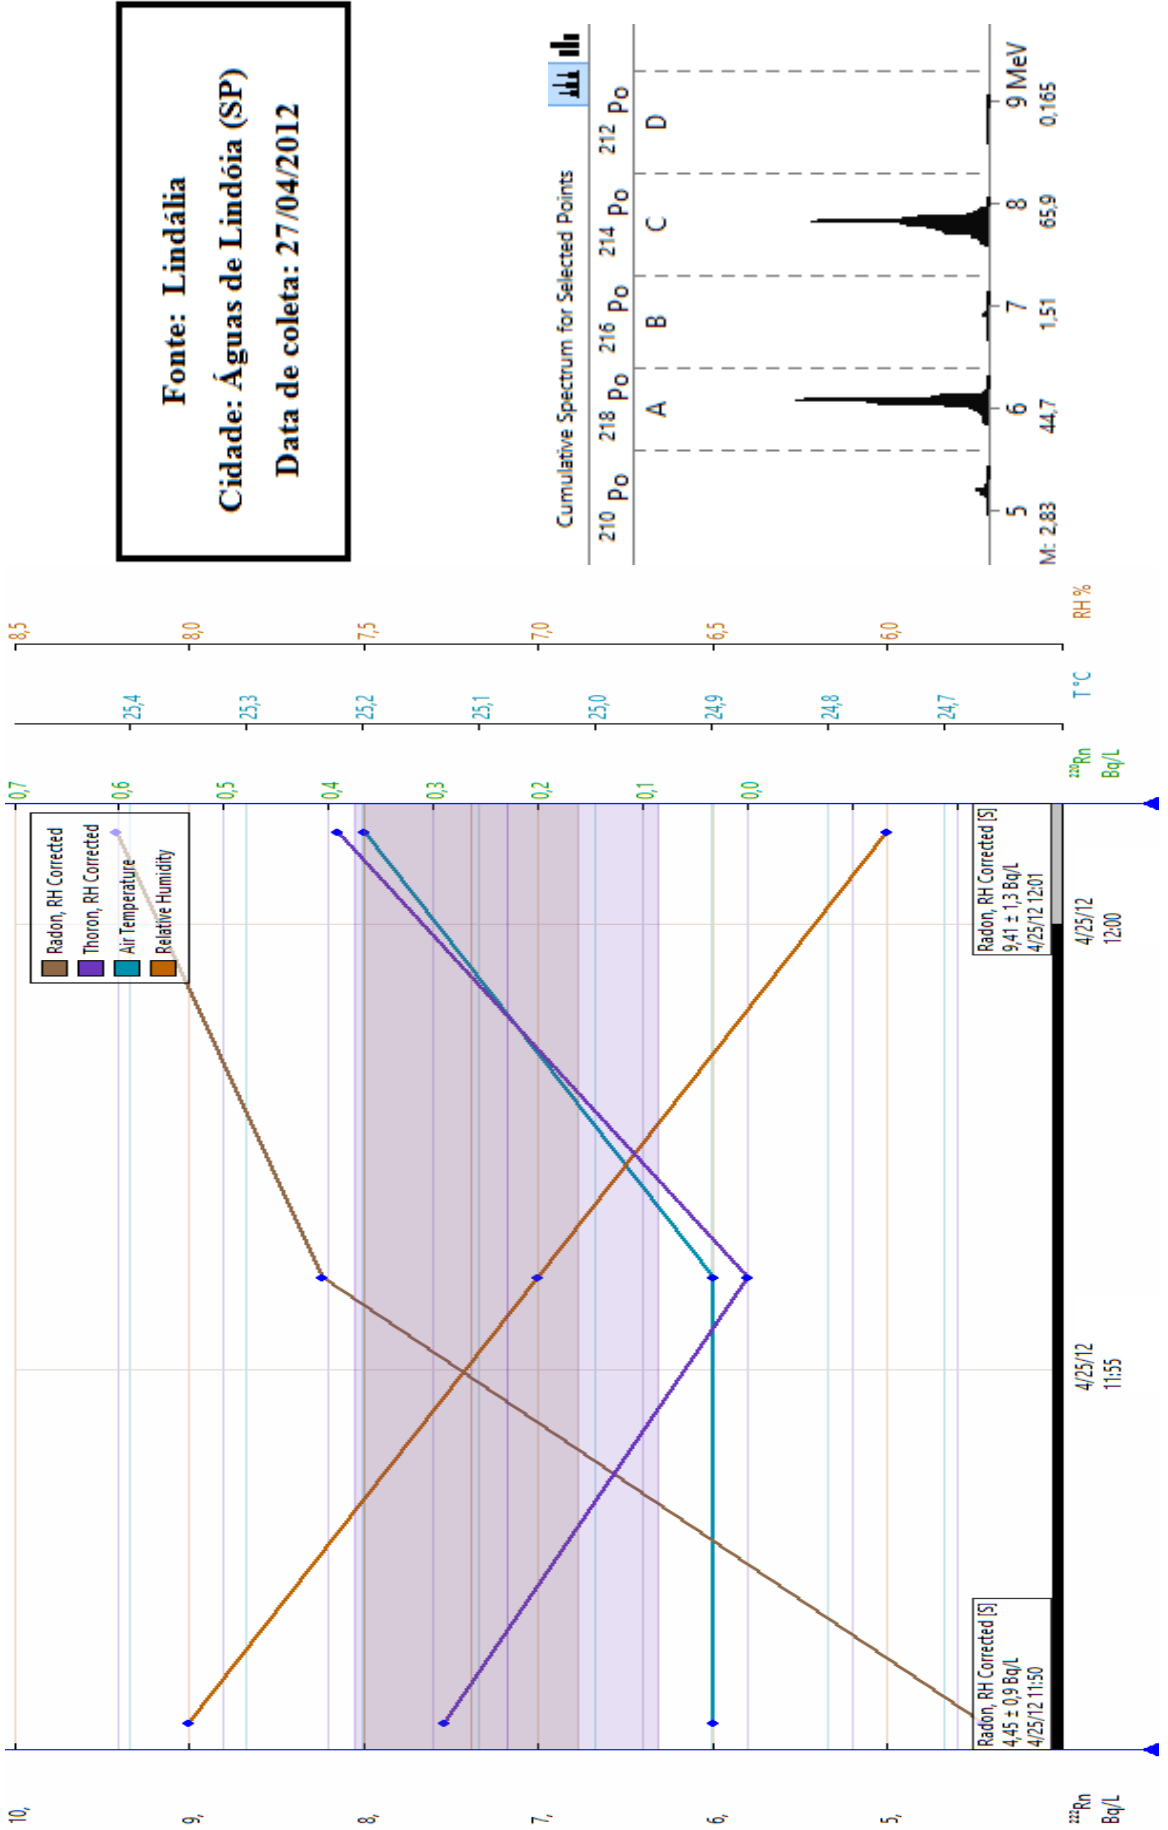 Fonte: Lindália
Cidade: Águas de Lindóia (SP)
Data de coleta: 27/04/2012
Cumulative Spectrum for Selected Points
210 Po 218 Po 216 Po 214 Po 212 Po
A B C D
5 6 7 8 9 MeV
M: 2,83 44,7 1,51 65,9 0,165
10,
9,
8,
7,
6,
5,
²²²Rn
Bq/L
Radon, RH Corrected
Thoron, RH Corrected
Air Temperature
Relative Humidity
Radon, RH Corrected [S]
4,45 ± 0,9 Bq/L
4/25/12 11:50
Radon, RH Corrected [S]
9,41 ± 1,3 Bq/L
4/25/12 12:01
4/25/12
11:55
4/25/12
12:00
0,7
0,6
0,5
0,4
0,3
0,2
0,1
0,0
²²⁰Rn
Bq/L
25,4
25,3
25,2
25,1
25,0
24,9
24,8
24,7
T °C
8,5
8,0
7,5
7,0
6,5
6,0
RH %